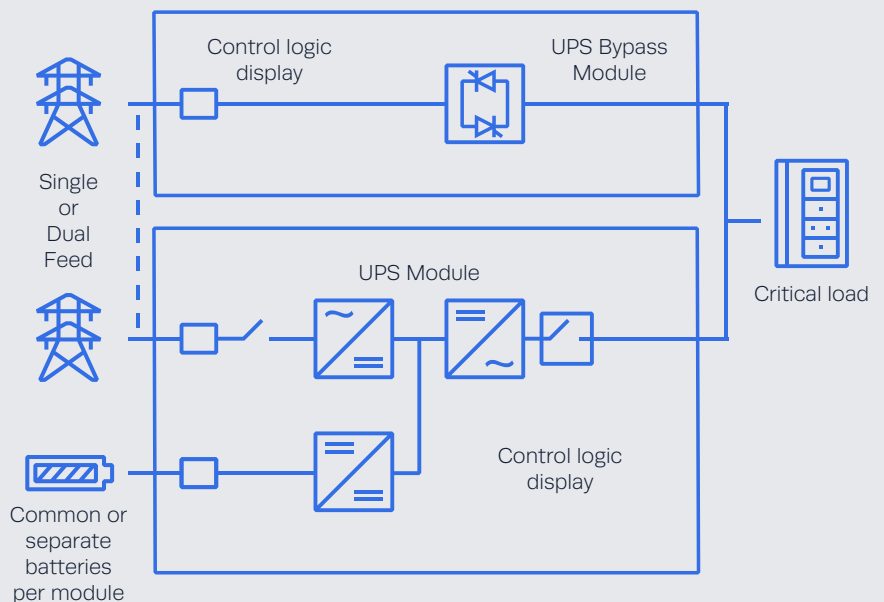 Control logic
display
UPS Bypass
Module
Single
or
Dual
Feed
UPS Module
Critical load
Control logic
display
Common or
separate
batteries
per module